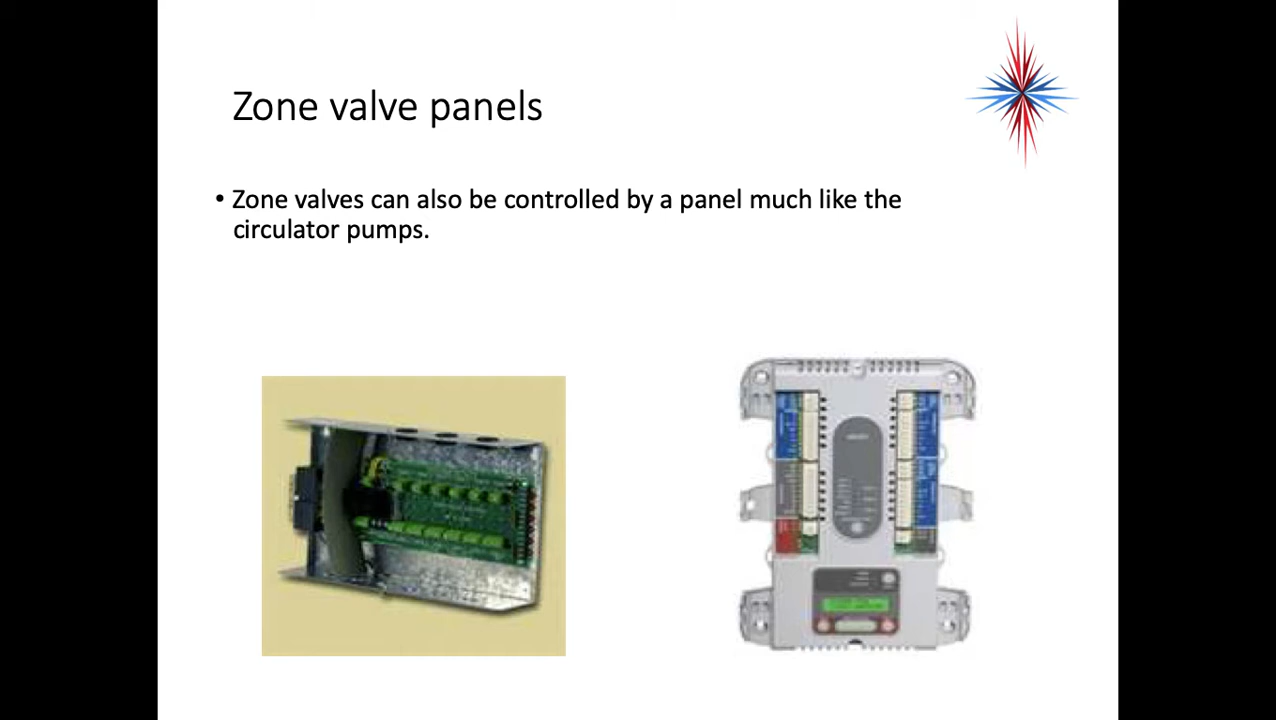 Zone valve panels
• Zone valves can also be controlled by a panel much like the
circulator pumps.